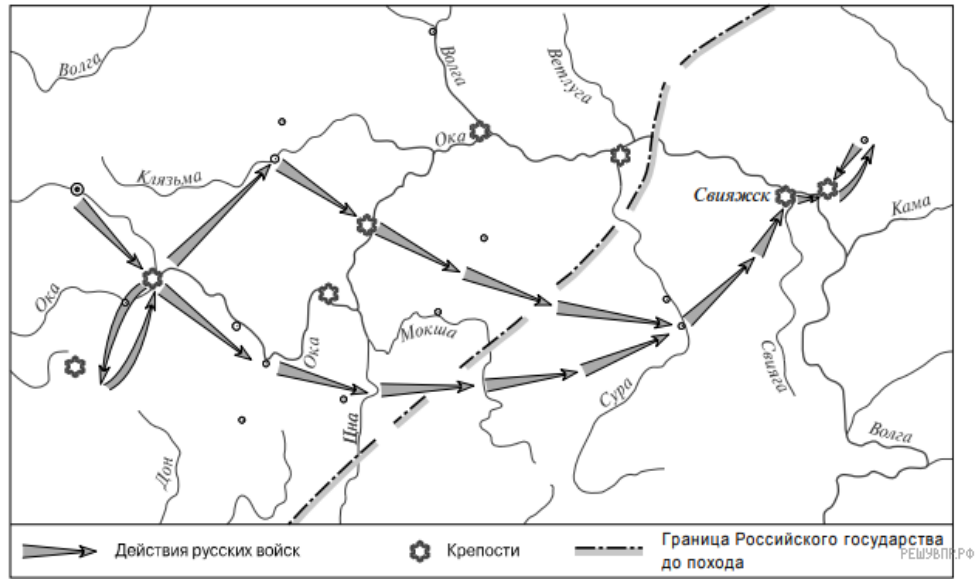 Волга
Волга
Ветлуга
Ока
Клязьма
Свияжск
Кама
Ока
Ока
Мокша
Свияга
Сура
Цна
Дон
Волга
Действия русских войск
Крепости
Граница Российского государства
до похода
РЕШУВПР.РФ